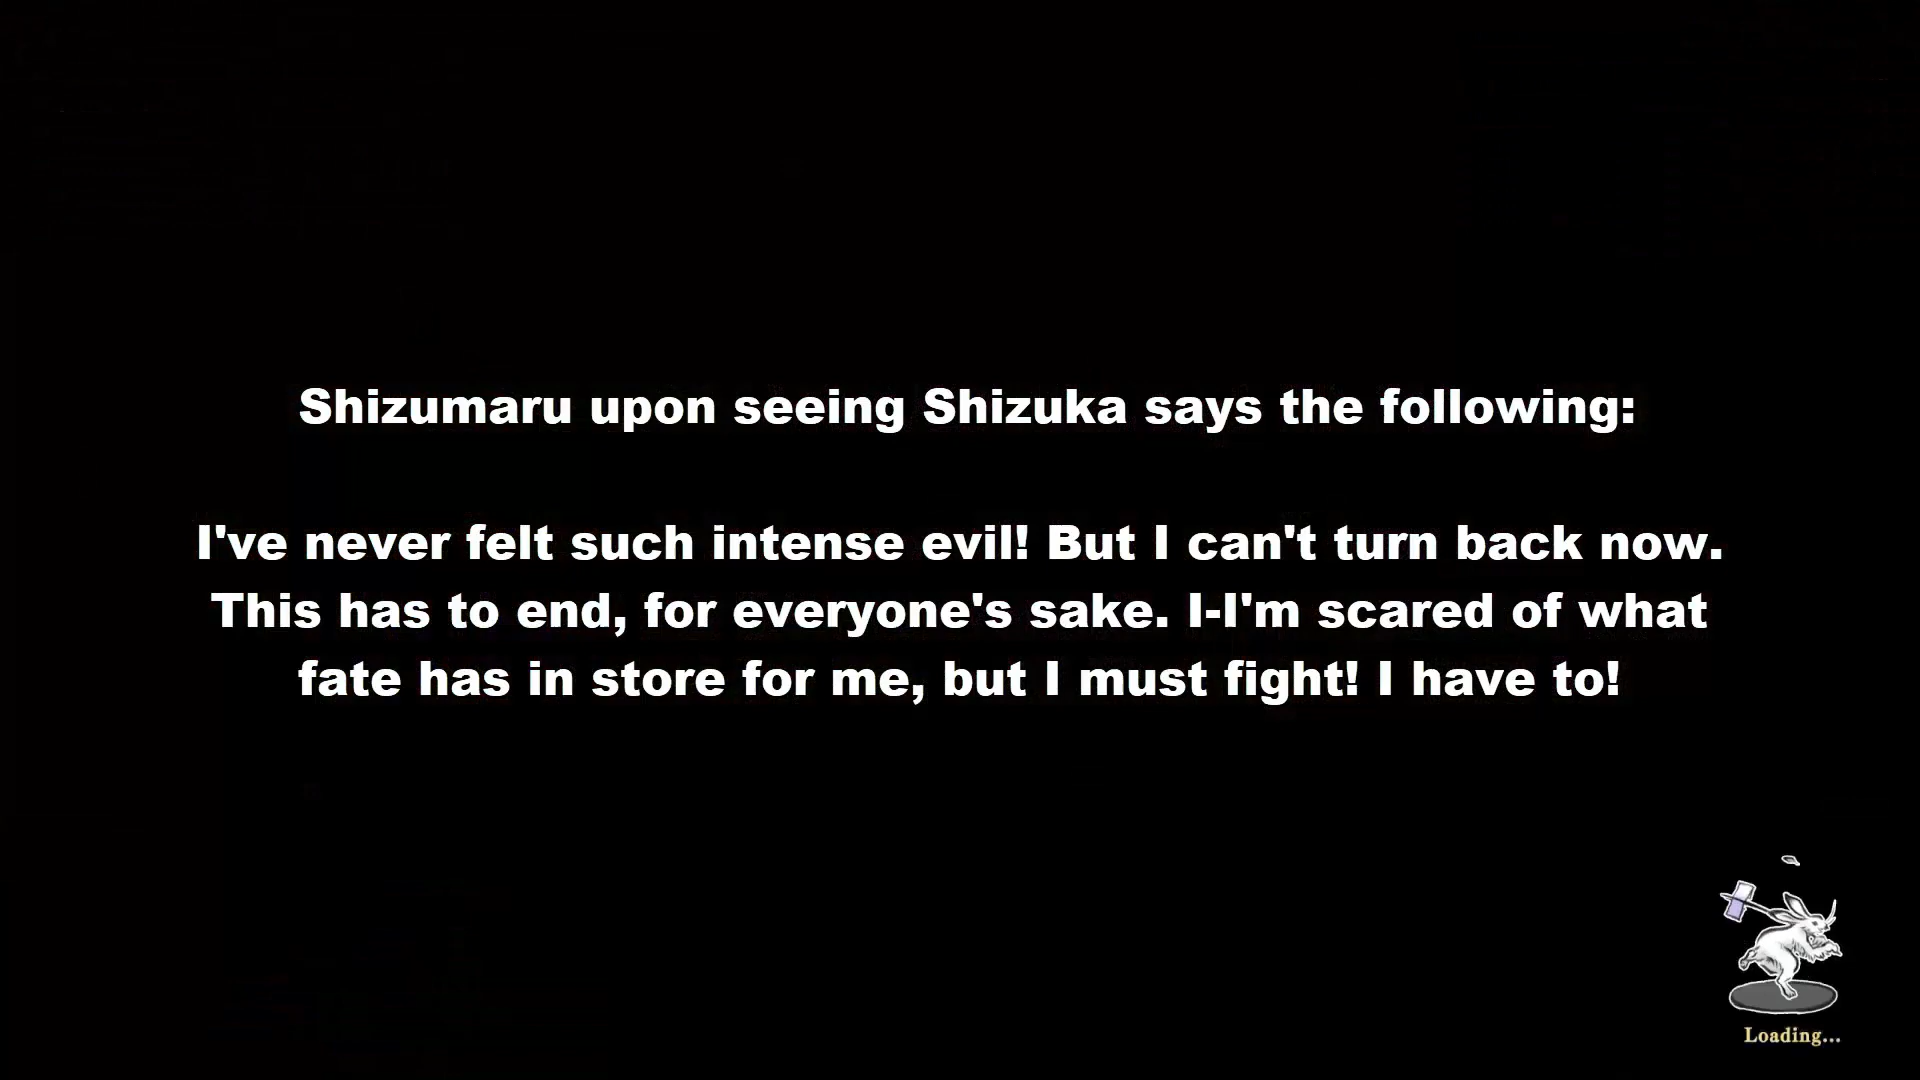 Shizumaru upon seeing Shizuka says the following:
I've never felt such intense evil! But I can't turn back now.
This has to end, for everyone's sake. I-I'm scared of what
fate has in store for me, but I must fight! I have to!
Loading...